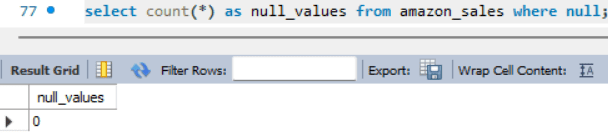 77 select count(*) as null_values from amazon_sales where null;
Result Grid Filter Rows: Export: Wrap Cell Content:
null_values
0